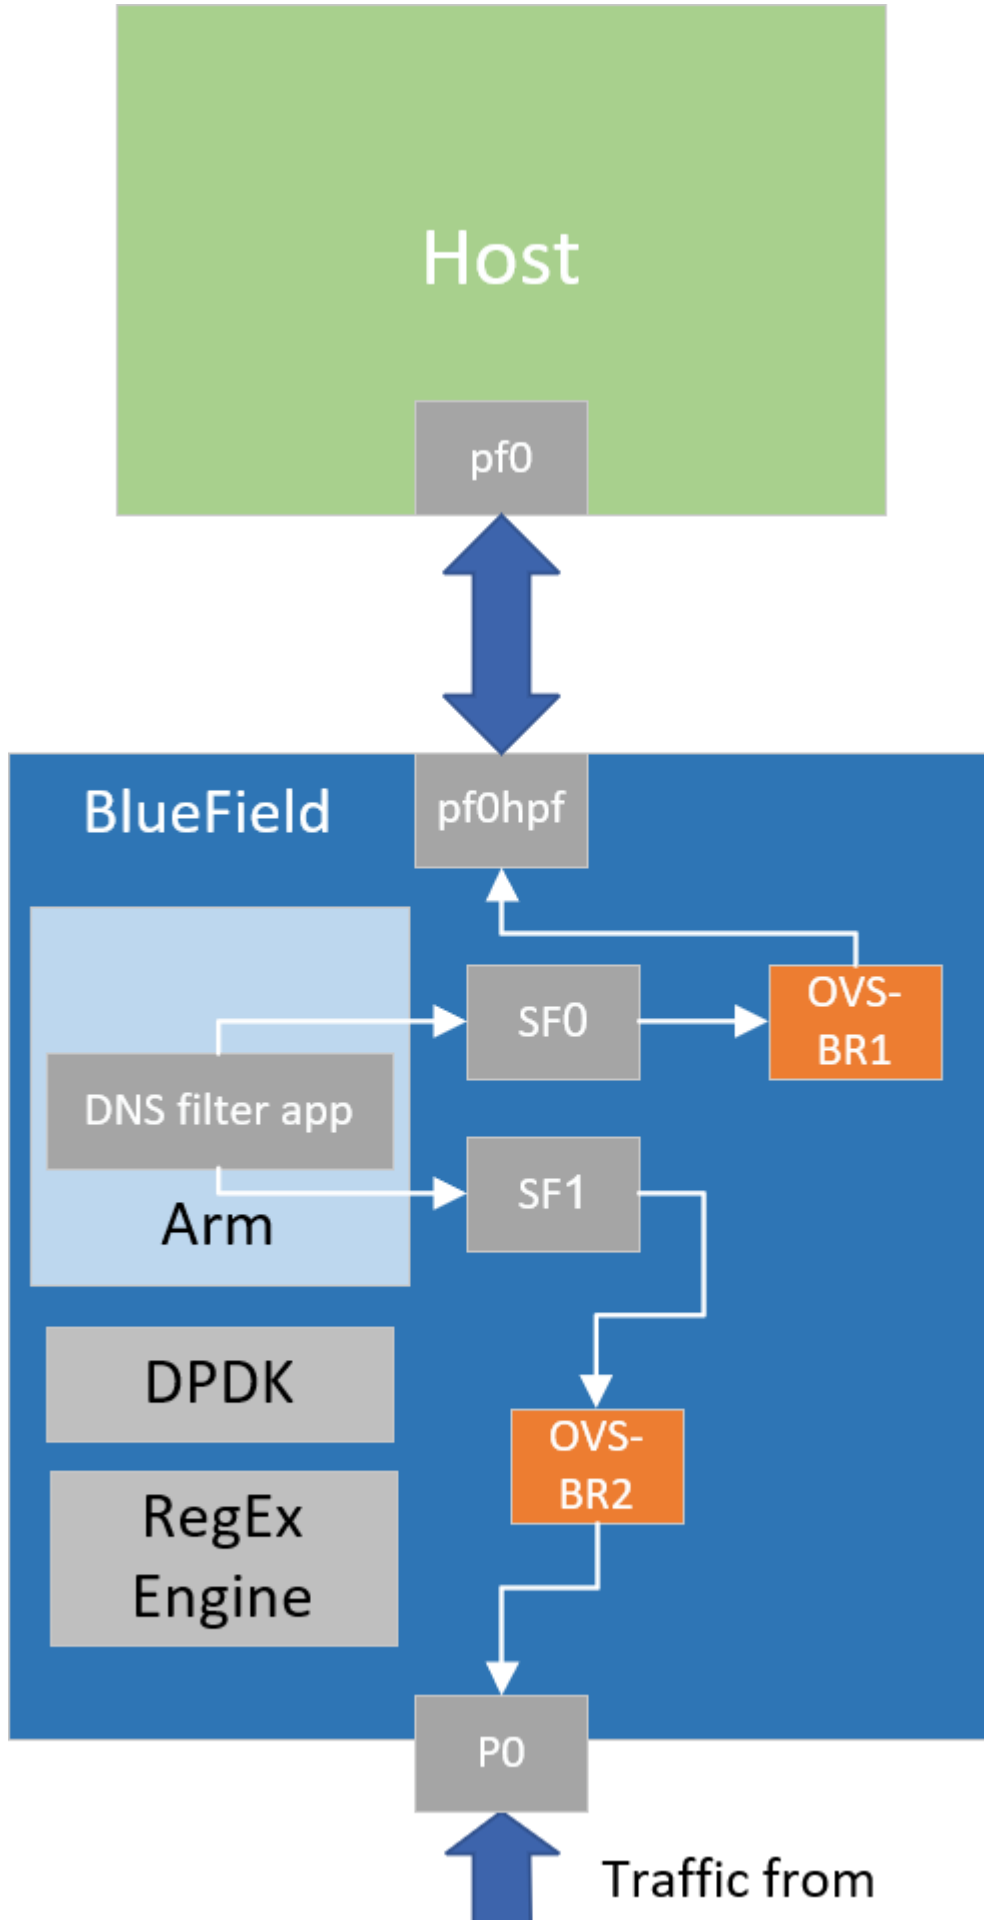 Host
pf0
BlueField
pf0hpf
SF0
OVS-
BR1
DNS filter app
SF1
Arm
DPDK
OVS-
BR2
RegEx
Engine
P0
Traffic from